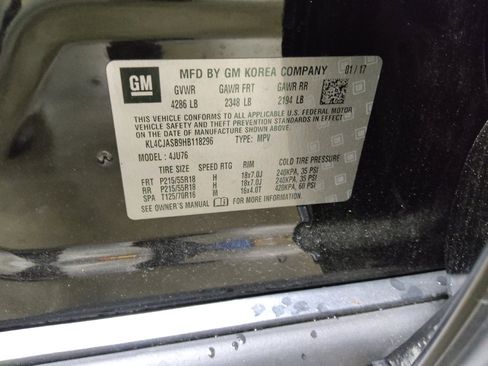 GM MFD BY GM KOREA COMPANY 01/17
GVWR GAWR FRT GAWR RR
4286 LB 2348 LB 2194 LB
THIS VEHICLE CONFORMS TO ALL APPLICABLE U.S. FEDERAL MOTOR
VEHICLE SAFETY, BUMPER, AND THEFT PREVENTION STANDARDS
IN EFFECT ON THE DATE OF MANUFACTURE SHOWN ABOVE.
KL4CJASB9HB118296 TYPE: MPV
MODEL: 4JU76
TIRE SIZE SPEED RTG RIM COLD TIRE PRESSURE
FRT P215/55R18 H 18x7.0J 240KPA, 35 PSI
RR P215/55R18 H 18x7.0J 240KPA, 35 PSI
SPA T125/70R16 M 16x4.0T 420KPA, 60 PSI
SEE OWNER'S MANUAL FOR MORE INFORMATION